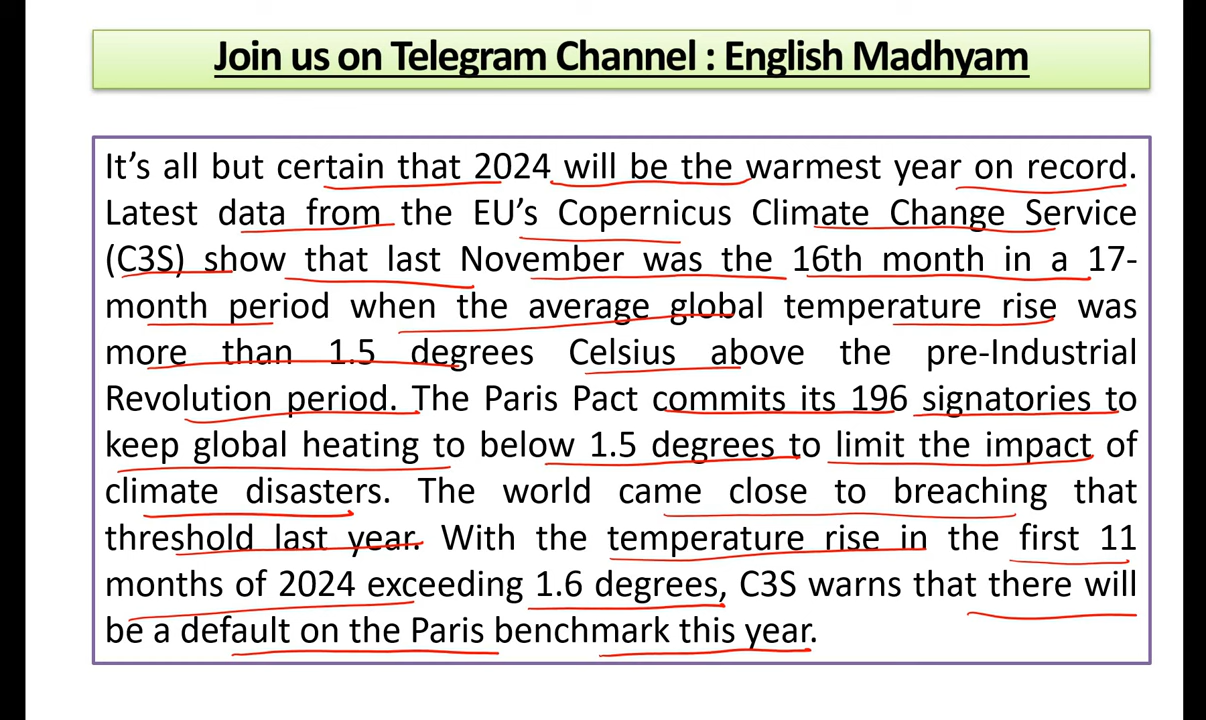 Join us on Telegram Channel : English Madhyam
It’s all but certain that 2024 will be the warmest year on record.
Latest data from the EU’s Copernicus Climate Change Service
(C3S) show that last November was the 16th month in a 17-
month period when the average global temperature rise was
more than 1.5 degrees Celsius above the pre-Industrial
Revolution period. The Paris Pact commits its 196 signatories to
keep global heating to below 1.5 degrees to limit the impact of
climate disasters. The world came close to breaching that
threshold last year. With the temperature rise in the first 11
months of 2024 exceeding 1.6 degrees, C3S warns that there will
be a default on the Paris benchmark this year.